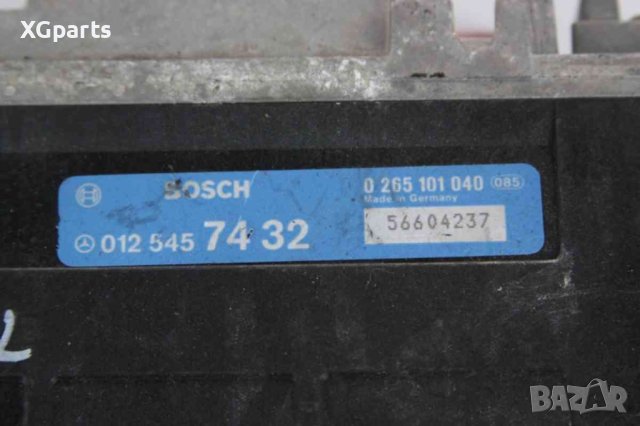 XGparts
BOSCH
0 265 101 040 085
Made in Germany
012 545 74 32
56604237
BAZAR